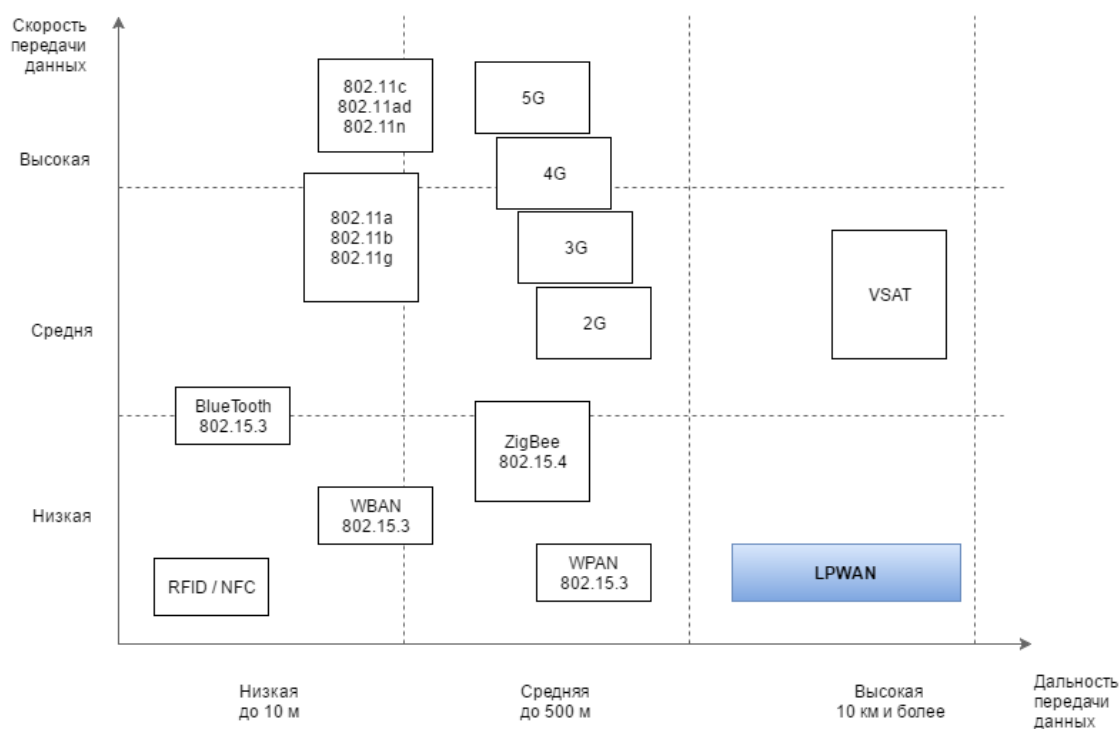 Скорость
передачи
данных
802.11c
802.11ad
802.11n
5G
Высокая
4G
802.11a
802.11b
802.11g
3G
VSAT
2G
Средня
BlueTooth
802.15.3
ZigBee
802.15.4
WBAN
802.15.3
Низкая
WPAN
802.15.3
LPWAN
RFID / NFC
Низкая
до 10 м
Средняя
до 500 м
Высокая
10 км и более
Дальность
передачи
данных